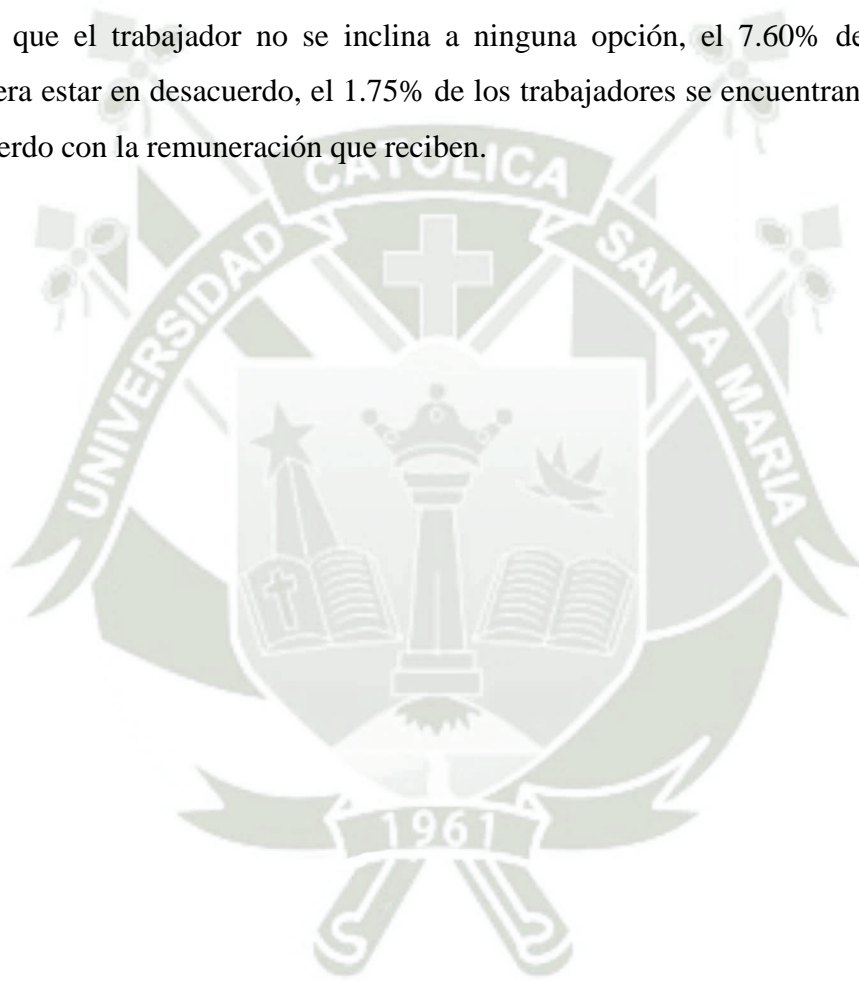 que el trabajador no se inclina a ninguna opción, el 7.60% de
era estar en desacuerdo, el 1.75% de los trabajadores se encuentran
erdo con la remuneración que reciben.
CATOLICA
UNIVERSIDAD
SANTA MARIA
1961